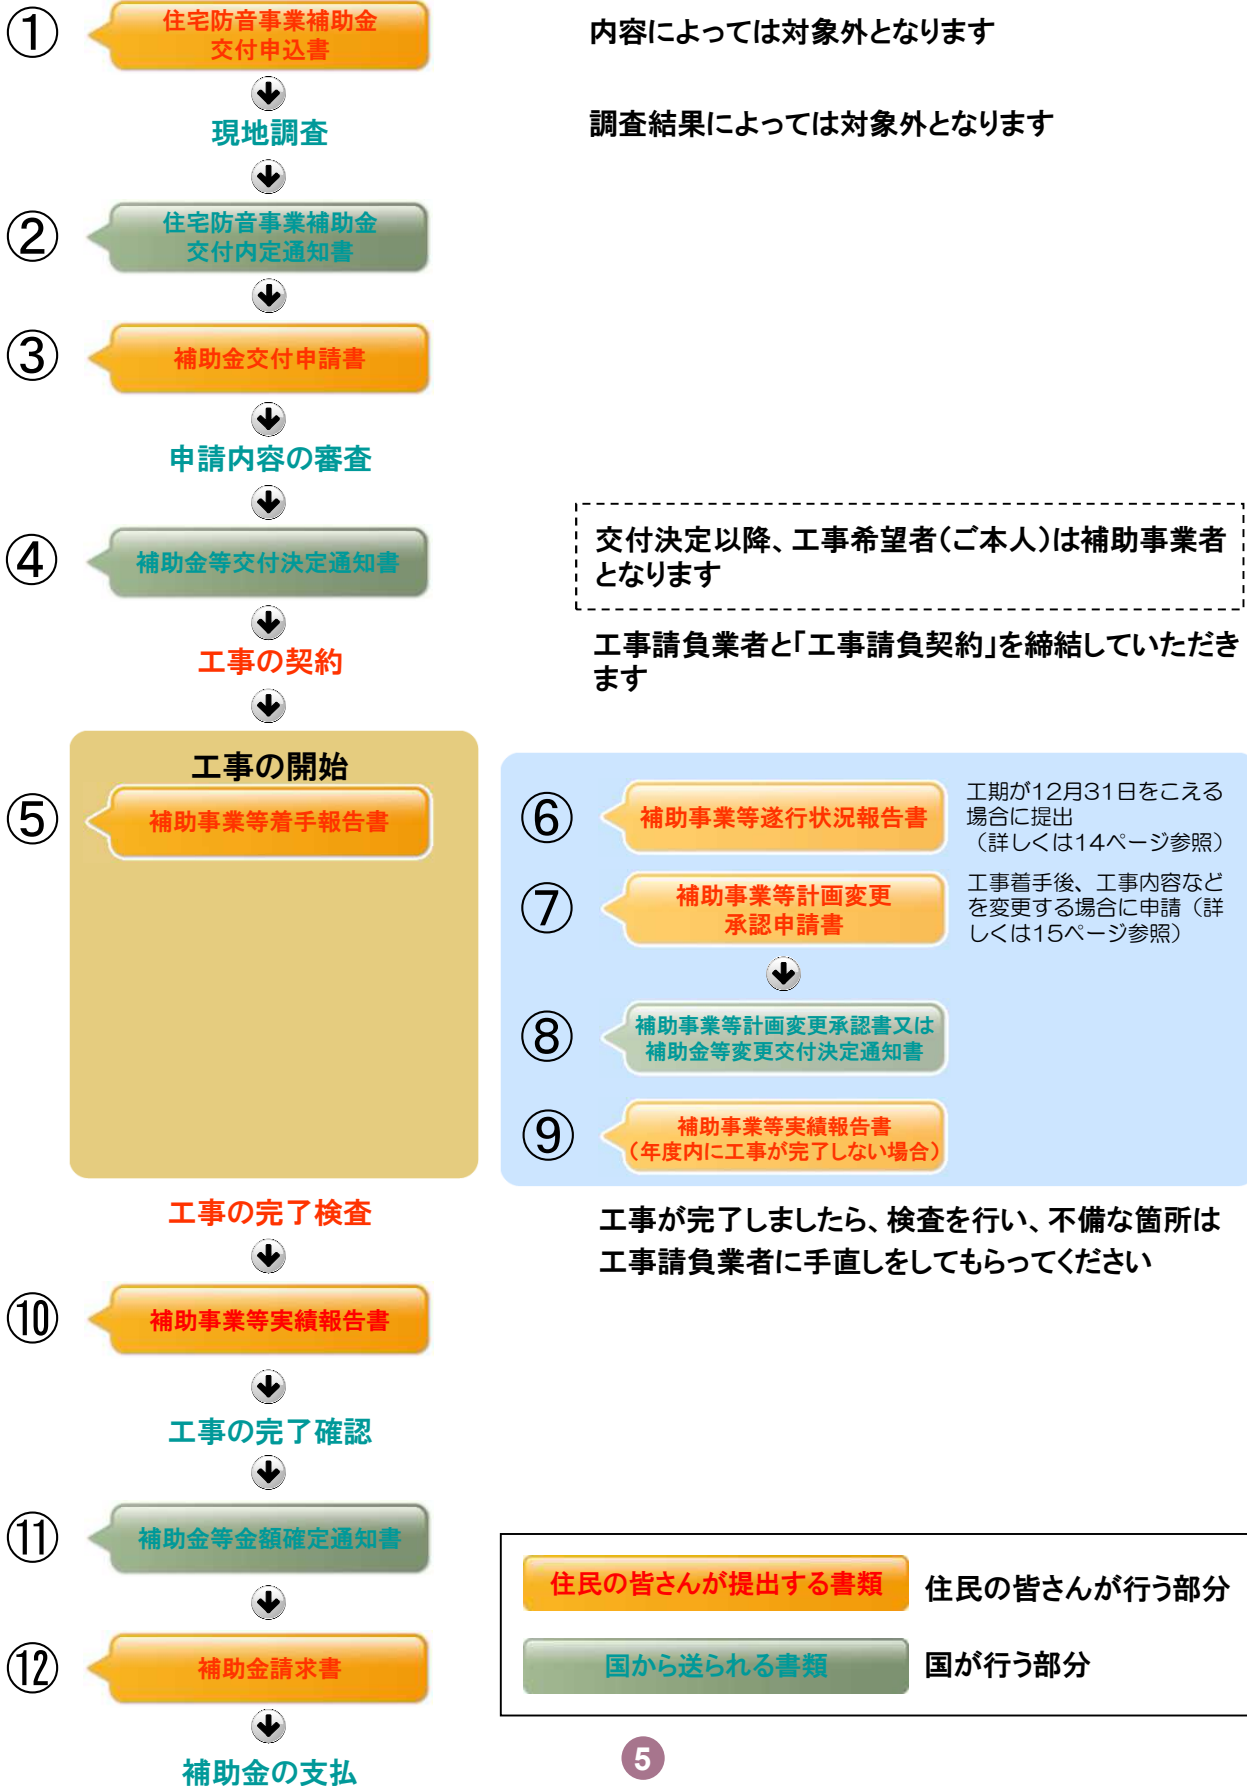 ①
住宅防音事業補助金
交付申込書
内容によっては対象外となります
現地調査
調査結果によっては対象外となります
②
住宅防音事業補助金
交付内定通知書
③
補助金交付申請書
申請内容の審査
④
補助金等交付決定通知書
交付決定以降、工事希望者(ご本人)は補助事業者
となります
工事の契約
工事請負業者と「工事請負契約」を締結していただき
ます
工事の開始
⑤
補助事業等着手報告書
⑥
補助事業等遂行状況報告書
工期が12月31日をこえる
場合に提出
(詳しくは14ページ参照)
⑦
補助事業等計画変更
承認申請書
工事着手後、工事内容など
を変更する場合に申請(詳
しくは15ページ参照)
⑧
補助事業等計画変更承認書又は
補助金等変更交付決定通知書
⑨
補助事業等実績報告書
(年度内に工事が完了しない場合)
工事の完了検査
工事が完了しましたら、検査を行い、不備な箇所は
工事請負業者に手直しをしてもらってください
⑩
補助事業等実績報告書
工事の完了確認
⑪
補助金等金額確定通知書
⑫
補助金請求書
補助金の支払
住民の皆さんが提出する書類
住民の皆さんが行う部分
国から送られる書類
国が行う部分
5